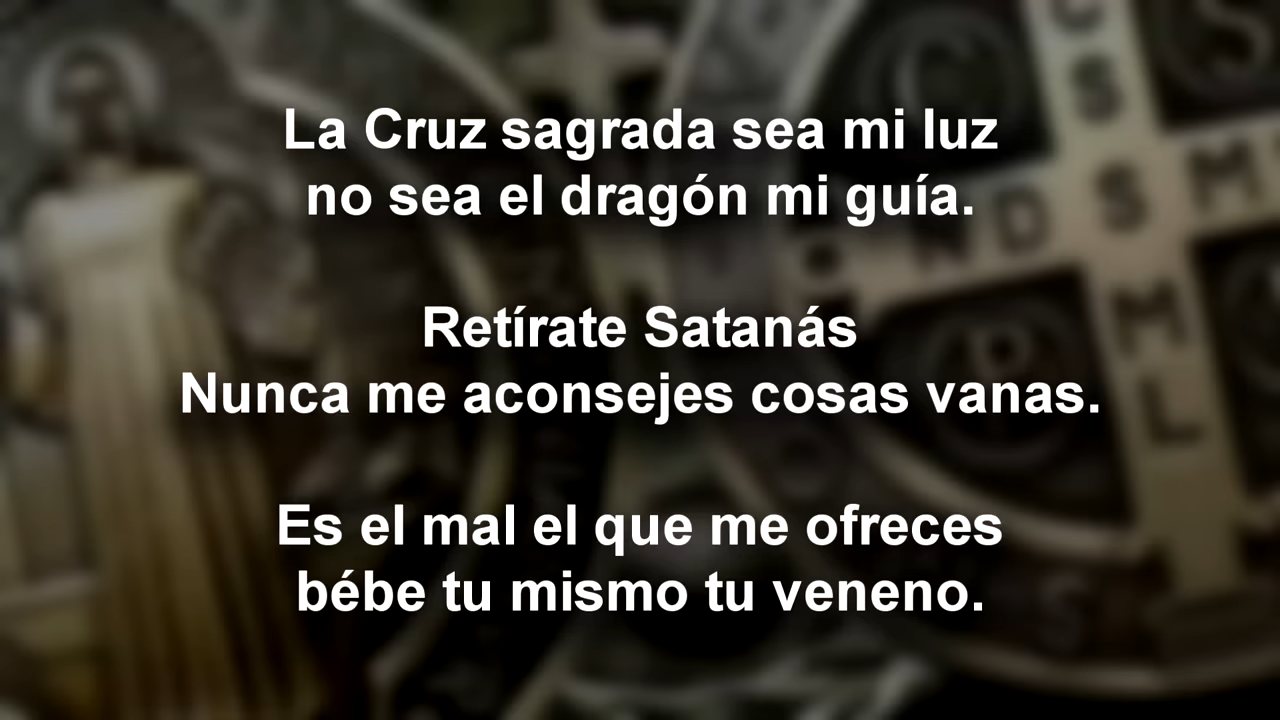 La Cruz sagrada sea mi luz
no sea el dragón mi guía.
Retírate Satanás
Nunca me aconsejes cosas vanas.
Es el mal el que me ofreces
bébe tu mismo tu veneno.
C
S
C
S
N D S M
M
L
P